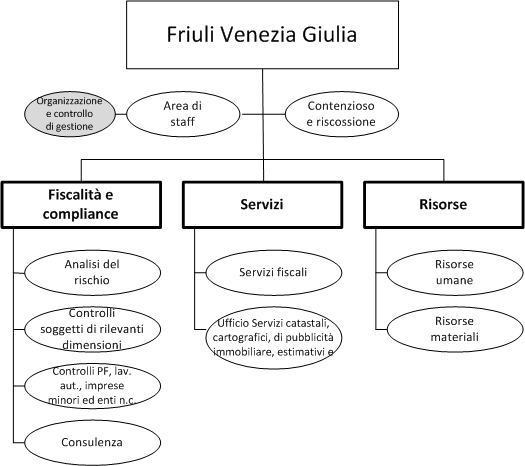 Friuli Venezia Giulia
Organizzazione
e controllo
di gestione
Area di
staff
Contenzioso
e riscossione
Fiscalità e
compliance
Servizi
Risorse
Analisi del
rischio
Controlli
soggetti di rilevanti
dimensioni
Controlli PF, lav.
aut., imprese
minori ed enti n.c.
Consulenza
Servizi fiscali
Ufficio Servizi catastali,
cartografici, di pubblicità
immobiliare, estimativi e
Risorse
umane
Risorse
materiali